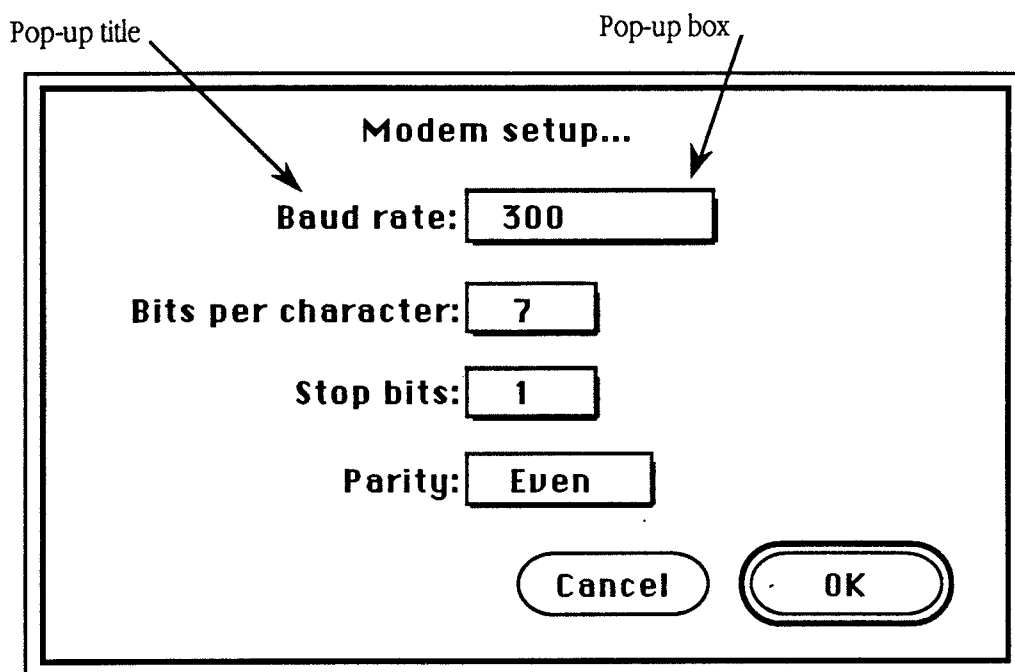 Pop-up title Pop-up box
Modem setup...
Baud rate: 300
Bits per character: 7
Stop bits: 1
Parity: Even
Cancel OK